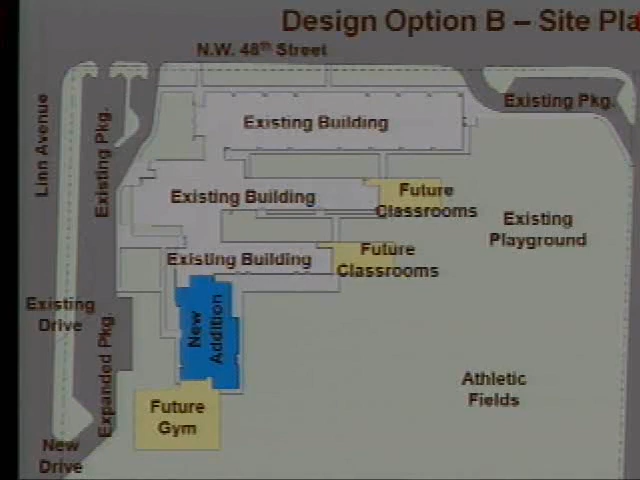 Design Option B – Site Pla
N.W. 48th Street
Existing Pkg.
Existing Building
Linn Avenue
Existing Pkg.
Existing Building
Future
Classrooms
Existing
Playground
Existing Building
Future
Classrooms
Existing
Drive
New
Addition
Expanded Pkg.
Athletic
Fields
Future
Gym
New
Drive